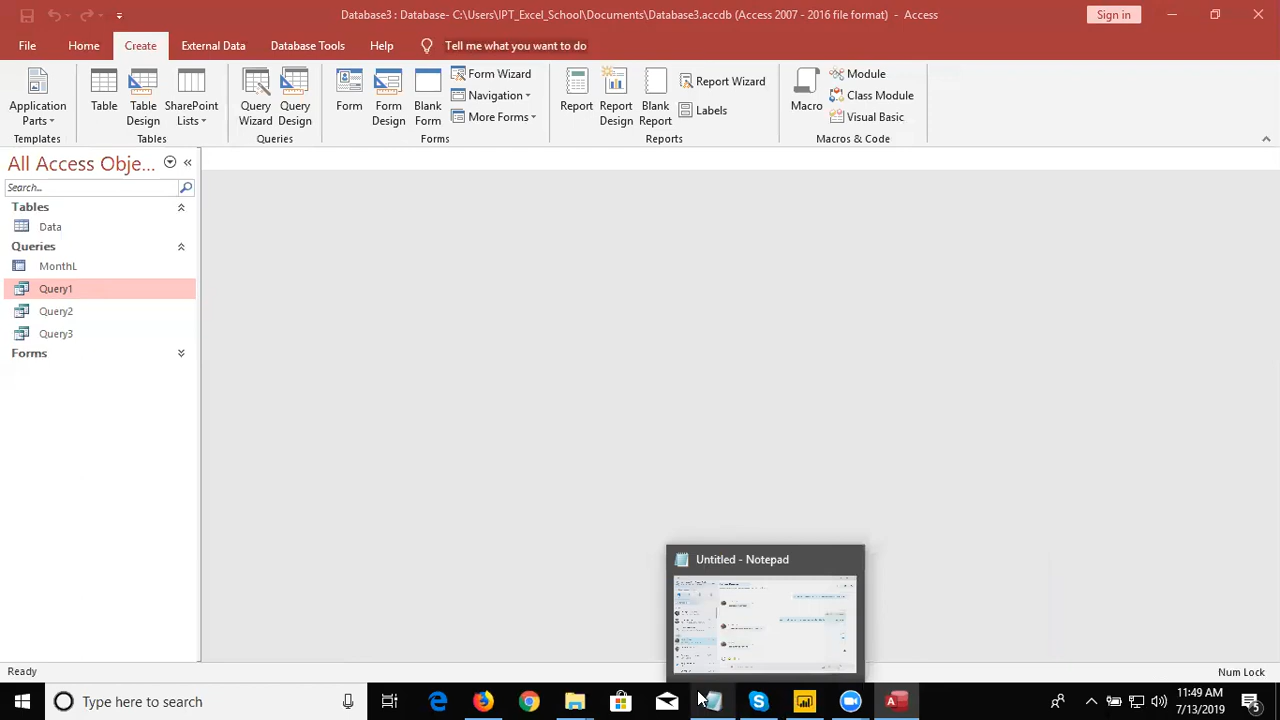 Database3 : Database- C:\Users\IPT_Excel_School\Documents\Database3.accdb (Access 2007 - 2016 file format) - Access
Sign in
File Home Create External Data Database Tools Help Tell me what you want to do
Application Parts
Table
Table Design
SharePoint Lists
Query Wizard
Query Design
Form
Form Design
Blank Form
Form Wizard
Navigation
More Forms
Report
Report Design
Blank Report
Report Wizard
Labels
Macro
Module
Class Module
Visual Basic
Templates Tables Queries Forms Reports Macros & Code
All Access Obje...
Search...
Tables
Data
Queries
MonthL
Query1
Query2
Query3
Forms
Untitled - Notepad
Ready
Num Lock
Type here to search
11:49 AM
7/13/2019
5